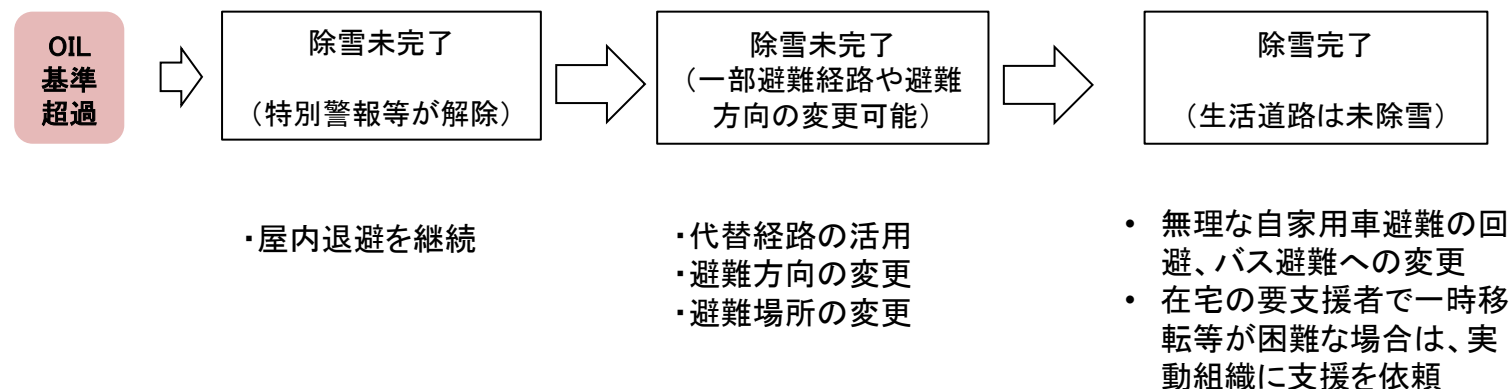 OIL
基準
超過
除雪未完了
（特別警報等が解除）
除雪未完了
（一部避難経路や避難
方向の変更可能）
除雪完了
（生活道路は未除雪）
・屋内退避を継続
・代替経路の活用
・避難方向の変更
・避難場所の変更
• 無理な自家用車避難の回
避、バス避難への変更
• 在宅の要支援者で一時移
転等が困難な場合は、実
動組織に支援を依頼